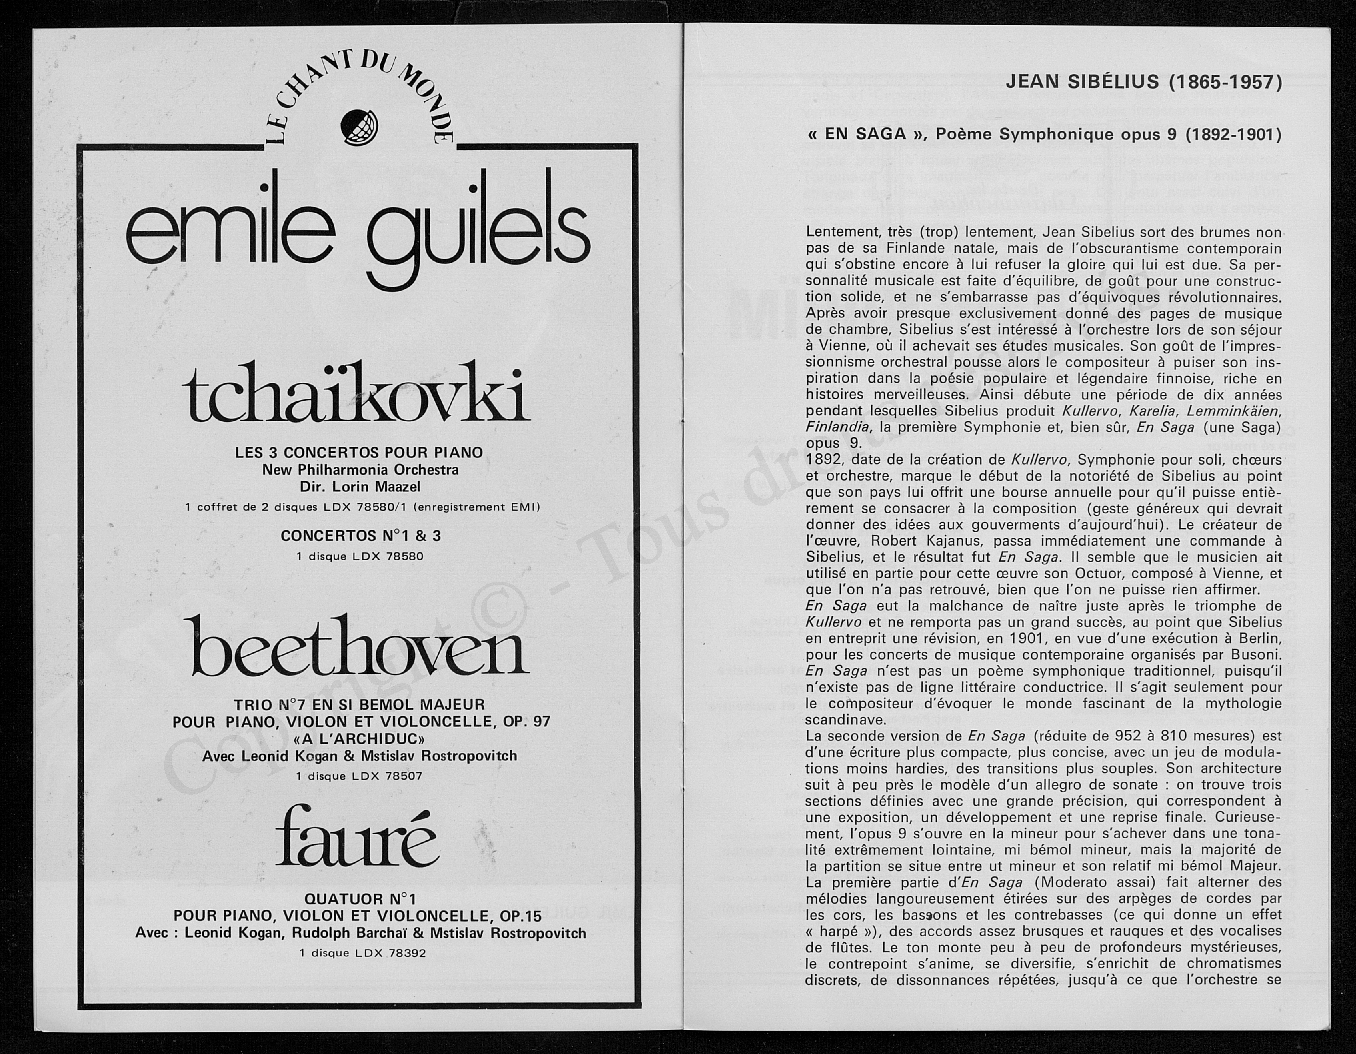 LE CHANT DU MONDE
emile guilels
tchaïkovki
LES 3 CONCERTOS POUR PIANO
New Philharmonia Orchestra
Dir. Lorin Maazel
1 coffret de 2 disques LDX 78580/1 (enregistrement EMI)
CONCERTOS N°1 & 3
1 disque LDX 78580
beethoven
TRIO N°7 EN SI BEMOL MAJEUR
POUR PIANO, VIOLON ET VIOLONCELLE, OP. 97
«A L'ARCHIDUC»
Avec Leonid Kogan & Mstislav Rostropovitch
1 disque LDX 78507
fauré
QUATUOR N°1
POUR PIANO, VIOLON ET VIOLONCELLE, OP.15
Avec : Leonid Kogan, Rudolph Barchaï & Mstislav Rostropovitch
1 disque LDX 78392
JEAN SIBÉLIUS (1865-1957)
« EN SAGA », Poème Symphonique opus 9 (1892-1901)
Lentement, très (trop) lentement, Jean Sibelius sort des brumes non
pas de sa Finlande natale, mais de l'obscurantisme contemporain
qui s'obstine encore à lui refuser la gloire qui lui est due. Sa per-
sonnalité musicale est faite d'équilibre, de goût pour une construc-
tion solide, et ne s'embarrasse pas d'équivoques révolutionnaires.
Après avoir presque exclusivement donné des pages de musique
de chambre, Sibelius s'est intéressé à l'orchestre lors de son séjour
à Vienne, où il achevait ses études musicales. Son goût de l'impres-
sionnisme orchestral pousse alors le compositeur à puiser son ins-
piration dans la poésie populaire et légendaire finnoise, riche en
histoires merveilleuses. Ainsi débute une période de dix années
pendant lesquelles Sibelius produit Kullervo, Karelia, Lemminkäien,
Finlandia, la première Symphonie et, bien sûr, En Saga (une Saga)
opus 9.
1892, date de la création de Kullervo, Symphonie pour soli, chœurs
et orchestre, marque le début de la notoriété de Sibelius au point
que son pays lui offrit une bourse annuelle pour qu'il puisse entiè-
rement se consacrer à la composition (geste généreux qui devrait
donner des idées aux gouverments d'aujourd'hui). Le créateur de
l'œuvre, Robert Kajanus, passa immédiatement une commande à
Sibelius, et le résultat fut En Saga. Il semble que le musicien ait
utilisé en partie pour cette œuvre son Octuor, composé à Vienne, et
que l'on n'a pas retrouvé, bien que l'on ne puisse rien affirmer.
En Saga eut la malchance de naître juste après le triomphe de
Kullervo et ne remporta pas un grand succès, au point que Sibelius
en entreprit une révision, en 1901, en vue d'une exécution à Berlin,
pour les concerts de musique contemporaine organisés par Busoni.
En Saga n'est pas un poème symphonique traditionnel, puisqu'il
n'existe pas de ligne littéraire conductrice. Il s'agit seulement pour
le compositeur d'évoquer le monde fascinant de la mythologie
scandinave.
La seconde version de En Saga (réduite de 952 à 810 mesures) est
d'une écriture plus compacte, plus concise, avec un jeu de modula-
tions moins hardies, des transitions plus souples. Son architecture
suit à peu près le modèle d'un allegro de sonate : on trouve trois
sections définies avec une grande précision, qui correspondent à
une exposition, un développement et une reprise finale. Curieuse-
ment, l'opus 9 s'ouvre en la mineur pour s'achever dans une tona-
lité extrêmement lointaine, mi bémol mineur, mais la majorité de
la partition se situe entre ut mineur et son relatif mi bémol Majeur.
La première partie d'En Saga (Moderato assai) fait alterner des
mélodies langoureusement étirées sur des arpèges de cordes par
les cors, les bassons et les contrebasses (ce qui donne un effet
« harpé »), des accords assez brusques et rauques et des vocalises
de flûtes. Le ton monte peu à peu de profondeurs mystérieuses,
le contrepoint s'anime, se diversifie, s'enrichit de chromatismes
discrets, de dissonnances répétées, jusqu'à ce que l'orchestre se
Copyright © - Tous droits